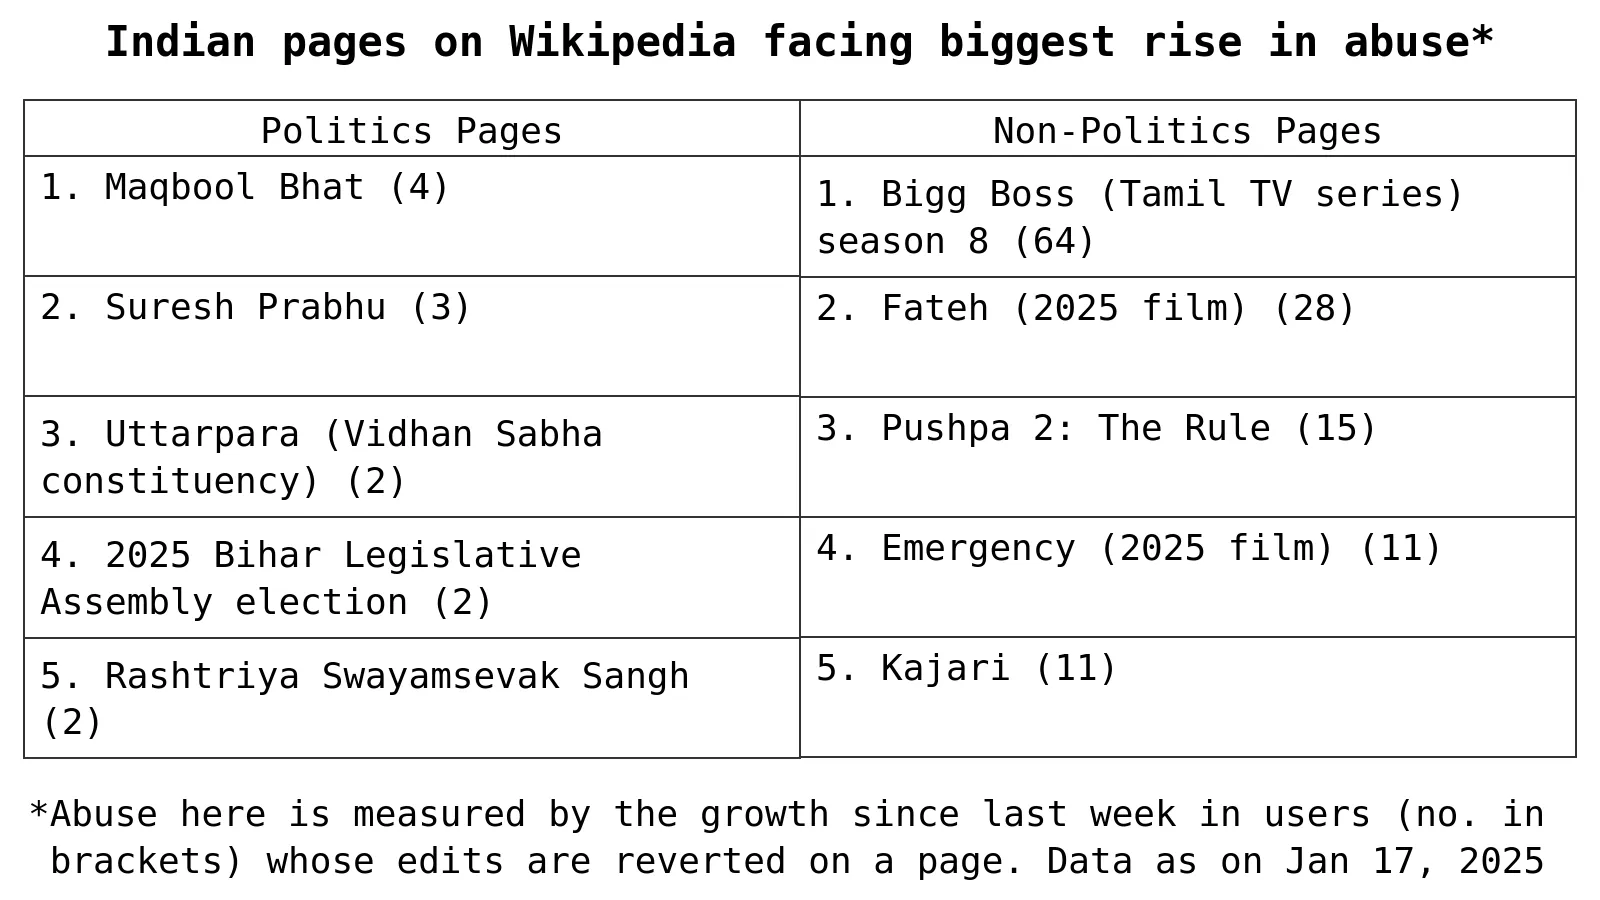 Indian pages on Wikipedia facing biggest rise in abuse*
Politics Pages
Non-Politics Pages
1. Maqbool Bhat (4)
1. Bigg Boss (Tamil TV series)
season 8 (64)
2. Suresh Prabhu (3)
2. Fateh (2025 film) (28)
3. Uttarpara (Vidhan Sabha
constituency) (2)
3. Pushpa 2: The Rule (15)
4. 2025 Bihar Legislative
Assembly election (2)
4. Emergency (2025 film) (11)
5. Rashtriya Swayamsevak Sangh
(2)
5. Kajari (11)
*Abuse here is measured by the growth since last week in users (no. in
brackets) whose edits are reverted on a page. Data as on Jan 17, 2025